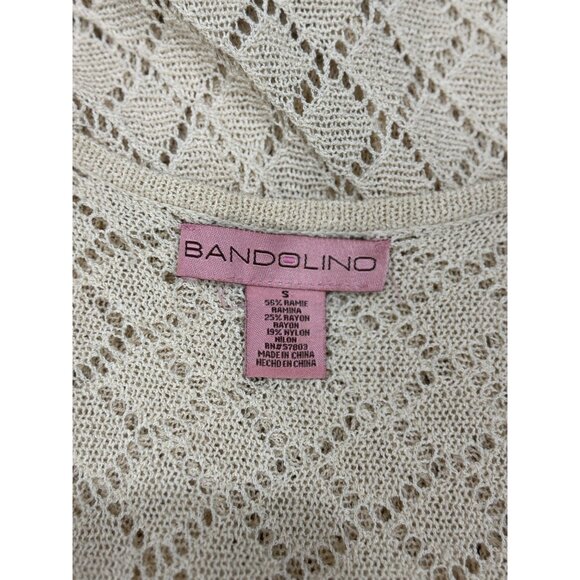 BANDOLINO
S
56% RAMIE
RAMINA
25% RAYON
RAYON
19% NYLON
NILON
RN#57803
MADE IN CHINA
HECHO EN CHINA